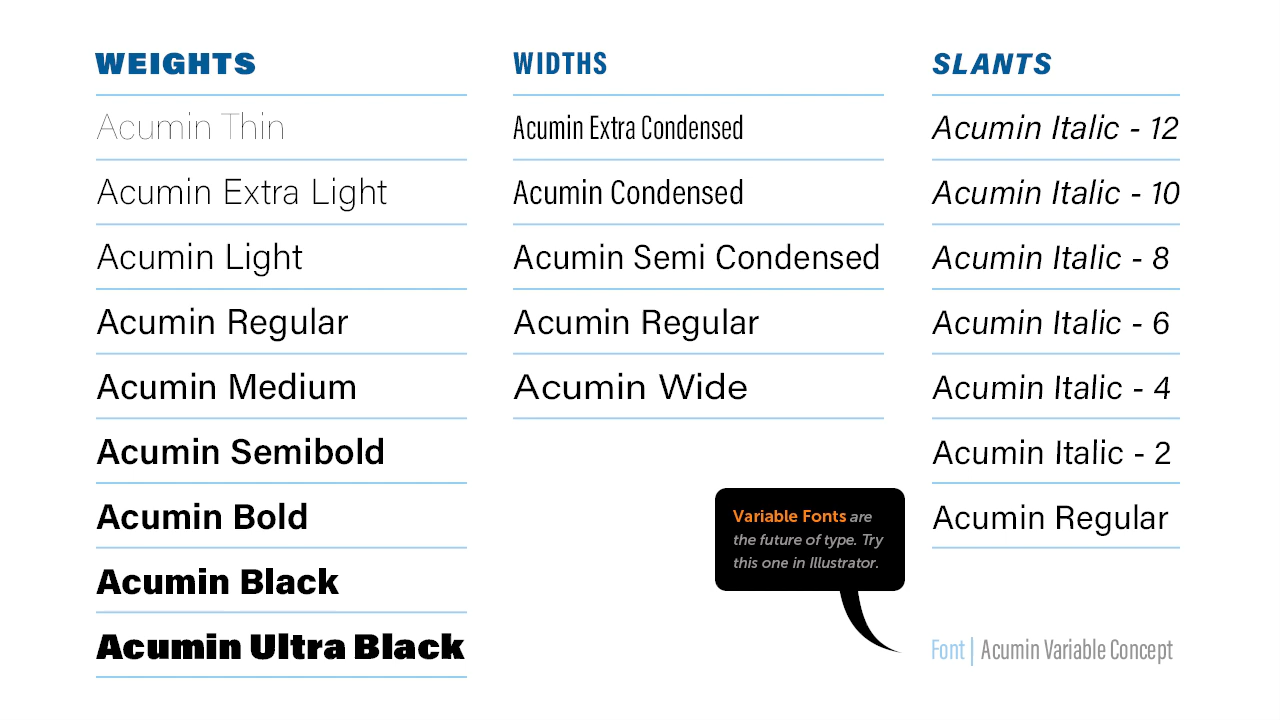 WEIGHTS
Acumin Thin
Acumin Extra Light
Acumin Light
Acumin Regular
Acumin Medium
Acumin Semibold
Acumin Bold
Acumin Black
Acumin Ultra Black
WIDTHS
Acumin Extra Condensed
Acumin Condensed
Acumin Semi Condensed
Acumin Regular
Acumin Wide
SLANTS
Acumin Italic - 12
Acumin Italic - 10
Acumin Italic - 8
Acumin Italic - 6
Acumin Italic - 4
Acumin Italic - 2
Acumin Regular
Variable Fonts are
the future of type. Try
this one in Illustrator.
Font | Acumin Variable Concept